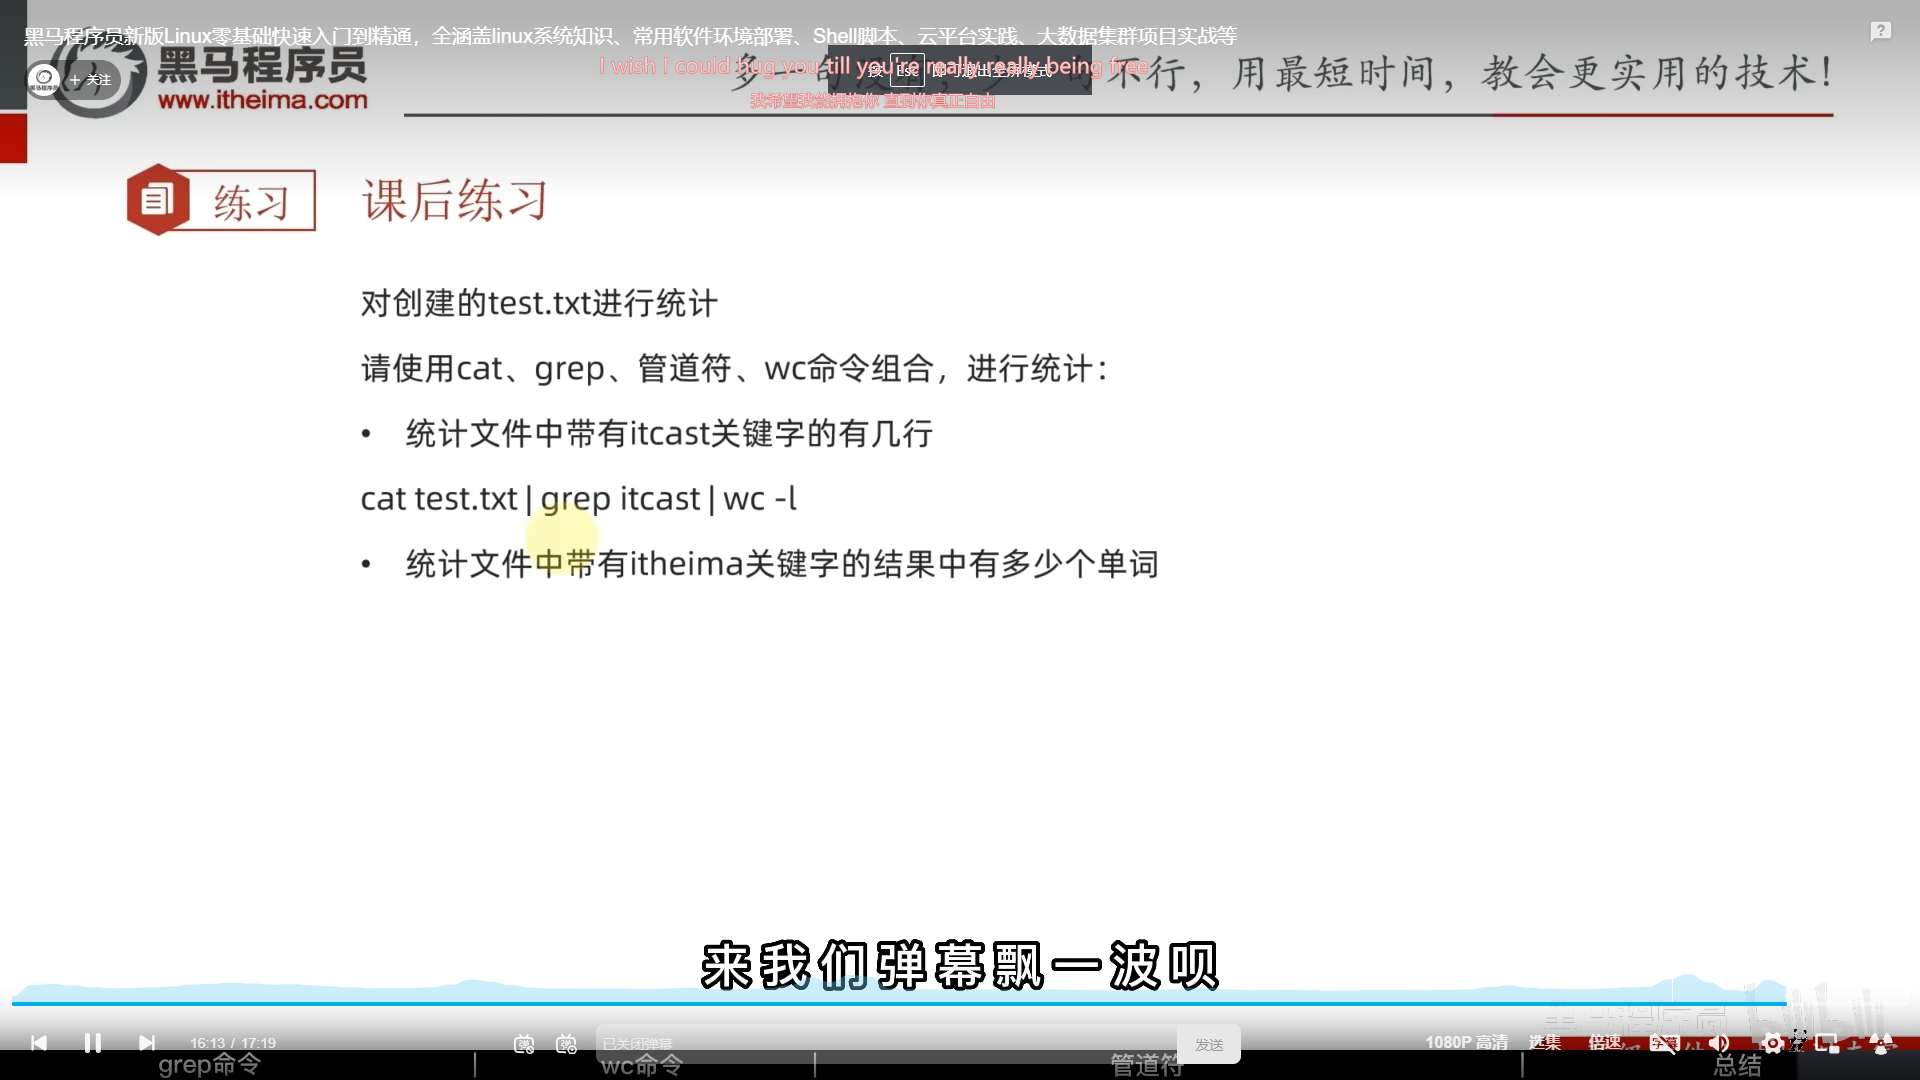 黑马程序员新版Linux零基础快速入门到精通，全涵盖linux系统知识、常用软件环境部署、Shell脚本、云平台实践、大数据集群项目实战等
黑马程序员
www.itheima.com
+ 关注
I wish I could hug you till you're really really being free
我希望我能拥抱你 直到你真正自由
Esc
不行，用最短时间，教会更实用的技术！
练习
课后练习
对创建的test.txt进行统计
请使用cat、grep、管道符、wc命令组合，进行统计：
• 统计文件中带有itcast关键字的有几行
cat test.txt | grep itcast | wc -l
• 统计文件中带有itheima关键字的结果中有多少个单词
来我们弹幕飘一波呗
16:13 / 17:19
已关闭弹幕
发送
1080P 高清
选集
倍速
字幕
grep命令
wc命令
管道符
总结